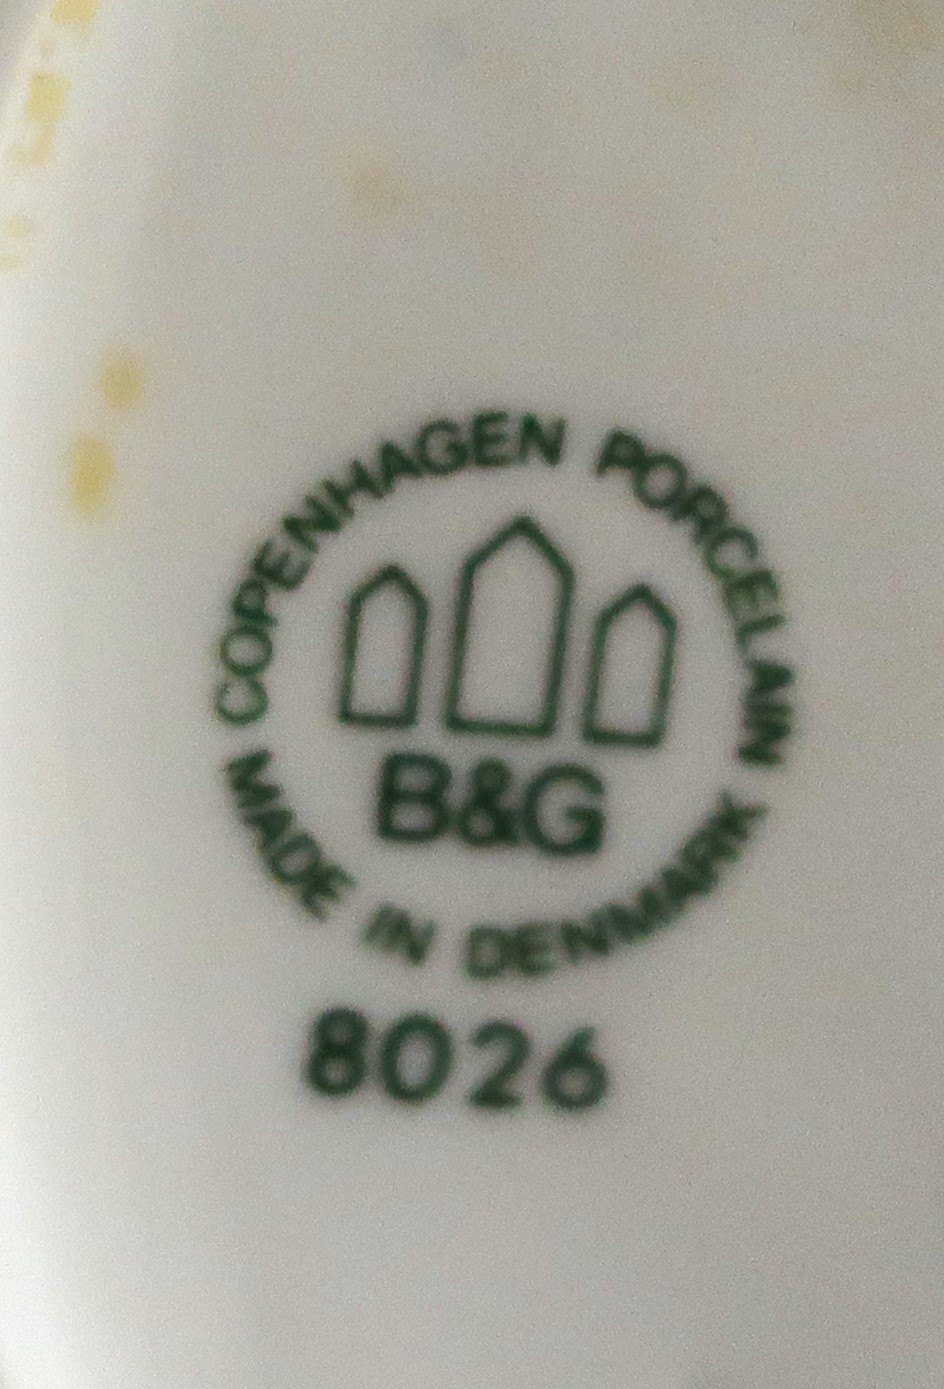 COPENHAGEN PORCELAIN
B&G
MADE IN DENMARK
8026